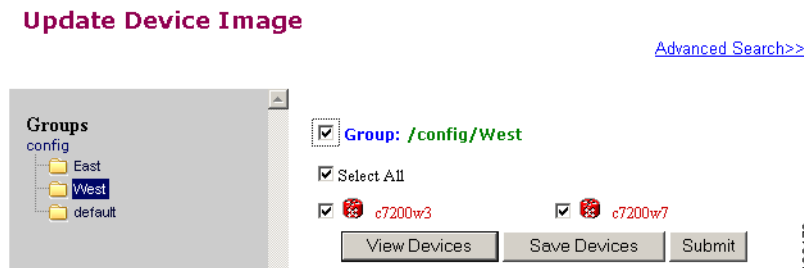 Update Device Image
Advanced Search>>
Groups
config
East
West
default
Group: /config/West
Select All
c7200w3 c7200w7
View Devices Save Devices Submit